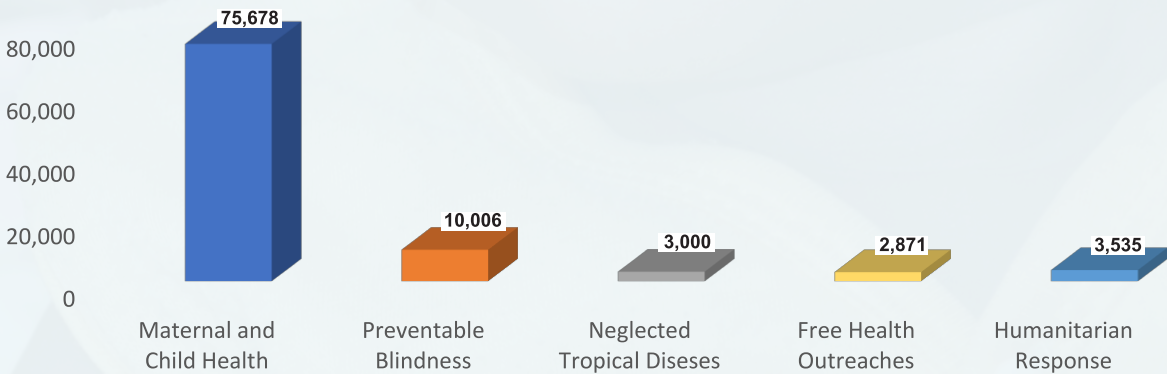 75,678
80,000
60,000
40,000
20,000
0
10,006
3,000
2,871
3,535
Maternal and
Child Health
Preventable
Blindness
Neglected
Tropical Diseses
Free Health
Outreaches
Humanitarian
Response